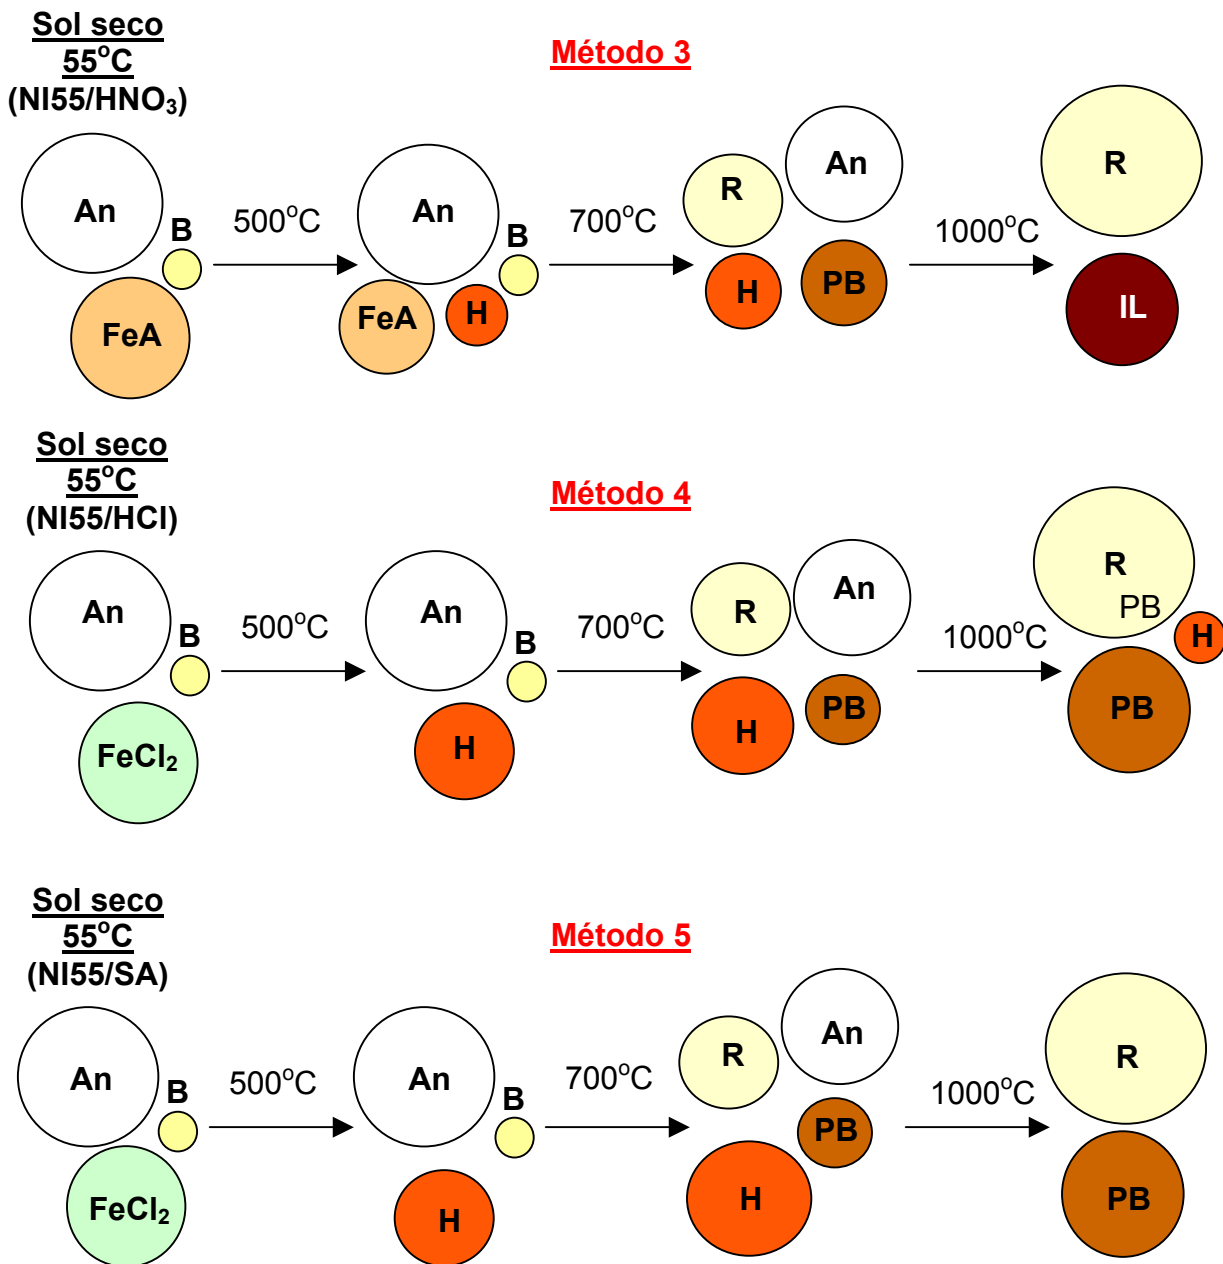 Sol seco
55°C
(NI55/HNO₃)
Método 3
An
B
FeA
500°C
An
B
FeA
H
700°C
R
An
H
PB
1000°C
R
IL
Sol seco
55°C
(NI55/HCl)
Método 4
An
B
FeCl₂
500°C
An
B
H
700°C
R
An
H
PB
1000°C
R
PB
H
PB
Sol seco
55°C
(NI55/SA)
Método 5
An
B
FeCl₂
500°C
An
B
H
700°C
R
An
PB
H
1000°C
R
PB